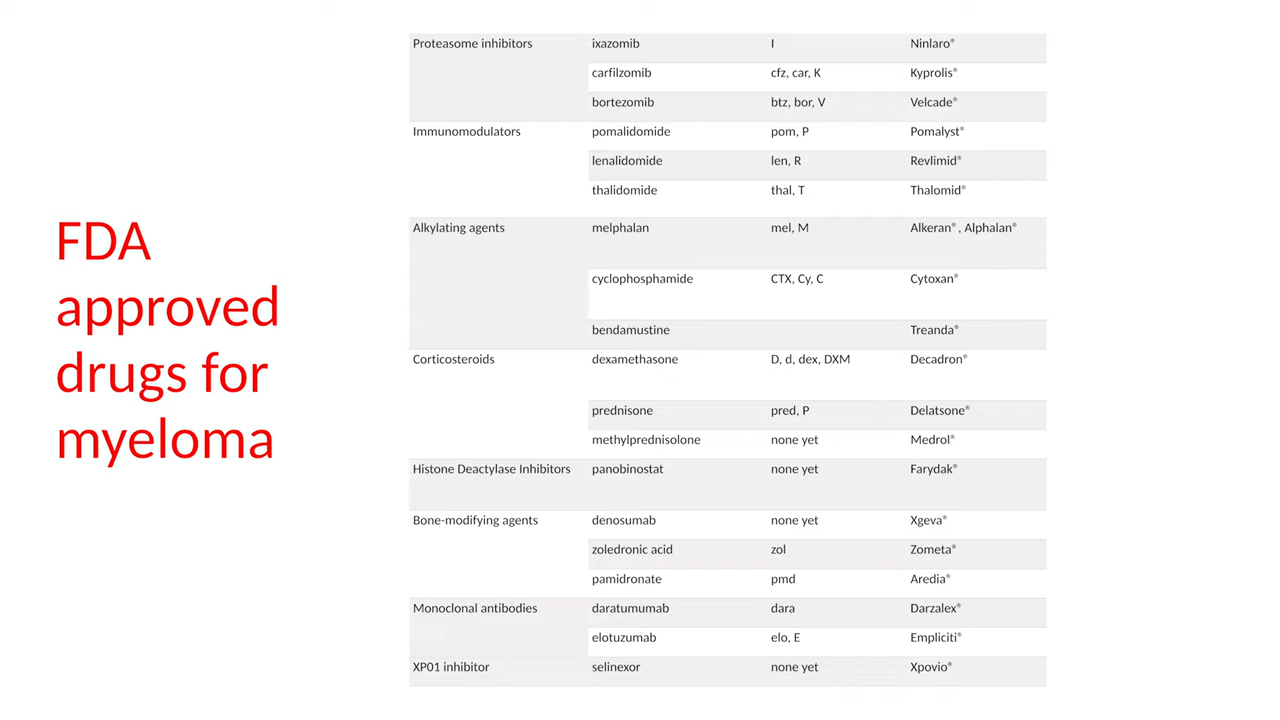 FDA
approved
drugs for
myeloma
Proteasome inhibitors ixazomib I Ninlaro®
carfilzomib cfz, car, K Kyprolis®
bortezomib btz, bor, V Velcade®
Immunomodulators pomalidomide pom, P Pomalyst®
lenalidomide len, R Revlimid®
thalidomide thal, T Thalomid®
Alkylating agents melphalan mel, M Alkeran®, Alphalan®
cyclophosphamide CTX, Cy, C Cytoxan®
bendamustine Treanda®
Corticosteroids dexamethasone D, d, dex, DXM Decadron®
prednisone pred, P Delatsone®
methylprednisolone none yet Medrol®
Histone Deactylase Inhibitors panobinostat none yet Farydak®
Bone-modifying agents denosumab none yet Xgeva®
zoledronic acid zol Zometa®
pamidronate pmd Aredia®
Monoclonal antibodies daratumumab dara Darzalex®
elotuzumab elo, E Empliciti®
XP01 inhibitor selinexor none yet Xpovio®